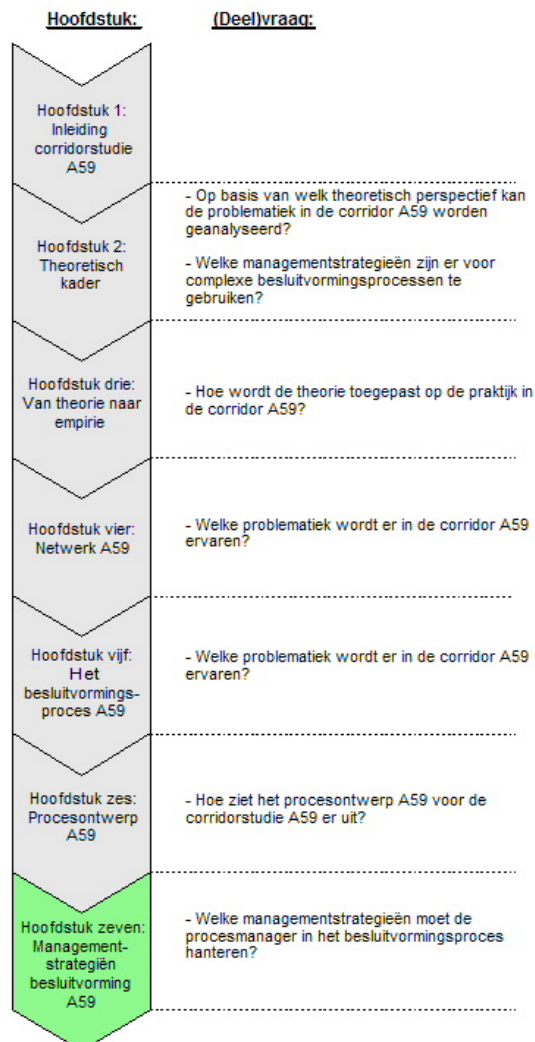 Hoofdstuk: (Deel)vraag:
Hoofdstuk 1:
Inleiding
corridorstudie
A59
Hoofdstuk 2:
Theoretisch
kader
- Op basis van welk theoretisch perspectief kan
de problematiek in de corridor A59 worden
geanalyseerd?
- Welke managementstrategieën zijn er voor
complexe besluitvormingsprocessen te
gebruiken?
Hoofdstuk drie:
Van theorie naar
empirie
- Hoe wordt de theorie toegepast op de praktijk in
de corridor A59?
Hoofdstuk vier:
Netwerk A59
- Welke problematiek wordt er in de corridor A59
ervaren?
Hoofdstuk vijf:
Het
besluitvormings-
proces A59
- Welke problematiek wordt er in de corridor A59
ervaren?
Hoofdstuk zes:
Procesontwerp
A59
- Hoe ziet het procesontwerp A59 voor de
corridorstudie A59 er uit?
Hoofdstuk zeven:
Management-
strategiën
besluitvorming
A59
- Welke managementstrategieën moet de
procesmanager in het besluitvormingsproces
hanteren?